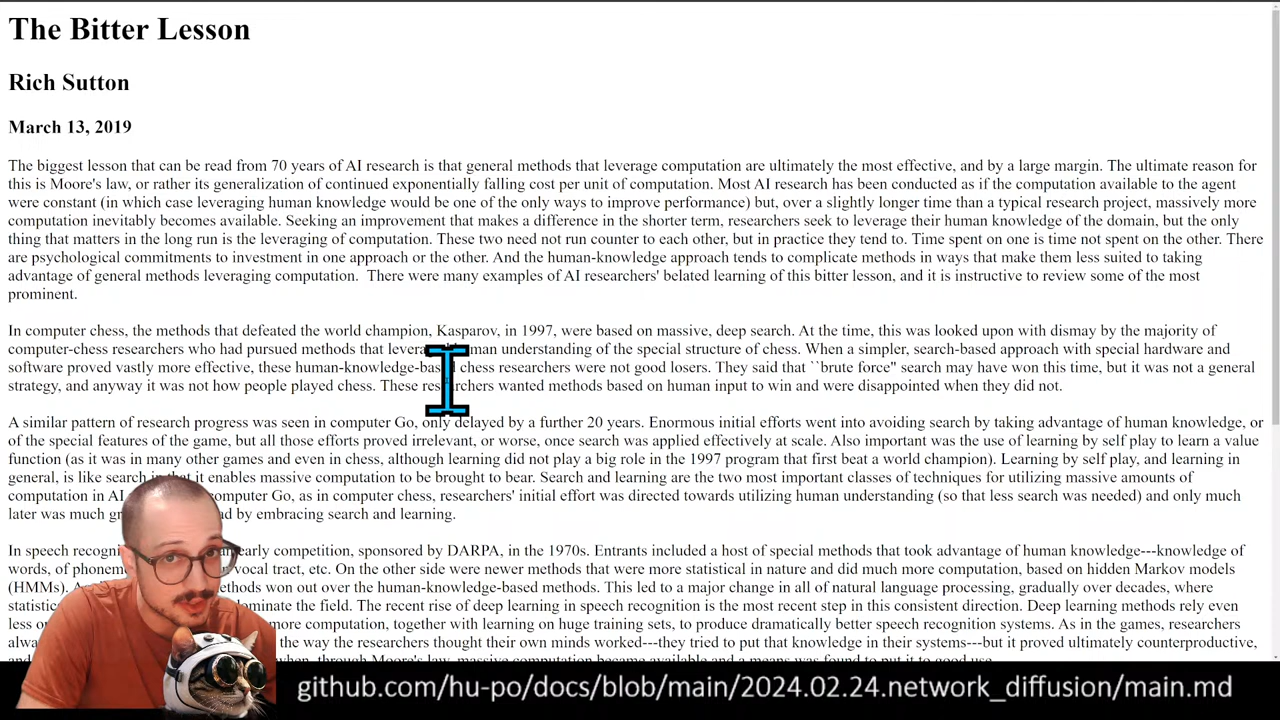 The Bitter Lesson
Rich Sutton
March 13, 2019
The biggest lesson that can be read from 70 years of AI research is that general methods that leverage computation are ultimately the most effective, and by a large margin. The ultimate reason for
this is Moore's law, or rather its generalization of continued exponentially falling cost per unit of computation. Most AI research has been conducted as if the computation available to the agent
were constant (in which case leveraging human knowledge would be one of the only ways to improve performance) but, over a slightly longer time than a typical research project, massively more
computation inevitably becomes available. Seeking an improvement that makes a difference in the shorter term, researchers seek to leverage their human knowledge of the domain, but the only
thing that matters in the long run is the leveraging of computation. These two need not run counter to each other, but in practice they tend to. Time spent on one is time not spent on the other. There
are psychological commitments to investment in one approach or the other. And the human-knowledge approach tends to complicate methods in ways that make them less suited to taking
advantage of general methods leveraging computation.  There were many examples of AI researchers' belated learning of this bitter lesson, and it is instructive to review some of the most
prominent.
In computer chess, the methods that defeated the world champion, Kasparov, in 1997, were based on massive, deep search. At the time, this was looked upon with dismay by the majority of
computer-chess researchers who had pursued methods that man understanding of the special structure of chess. When a simpler, search-based approach with special hardware and
software proved vastly more effective, these human-knowledge-based chess researchers were not good losers. They said that ``brute force" search may have won this time, but it was not a general
strategy, and anyway it was not how people played chess. These researchers wanted methods based on human input to win and were disappointed when they did not.
A similar pattern of research progress was seen in computer Go, only delayed by a further 20 years. Enormous initial efforts went into avoiding search by taking advantage of human knowledge, or
of the special features of the game, but all those efforts proved irrelevant, or worse, once search was applied effectively at scale. Also important was the use of learning by self play to learn a value
function (as it was in many other games and even in chess, although learning did not play a big role in the 1997 program that first beat a world champion). Learning by self play, and learning in
general, is like search in that it enables massive computation to be brought to bear. Search and learning are the two most important classes of techniques for utilizing massive amounts of
computation in AI computer Go, as in computer chess, researchers' initial effort was directed towards utilizing human understanding (so that less search was needed) and only much
later was much by embracing search and learning.
In speech early competition, sponsored by DARPA, in the 1970s. Entrants included a host of special methods that took advantage of human knowledge---knowledge of
words, of vocal tract, etc. On the other side were newer methods that were more statistical in nature and did much more computation, based on hidden Markov models
(HMMs). methods won out over the human-knowledge-based methods. This led to a major change in all of natural language processing, gradually over decades, where
dominate the field. The recent rise of deep learning in speech recognition is the most recent step in this consistent direction. Deep learning methods rely even
less more computation, together with learning on huge training sets, to produce dramatically better speech recognition systems. As in the games, researchers
the way the researchers thought their own minds worked---they tried to put that knowledge in their systems---but it proved ultimately counterproductive,
when, through Moore's law, massive computation became available and a means was found to put it to good use.
github.com/hu-po/docs/blob/main/2024.02.24.network_diffusion/main.md